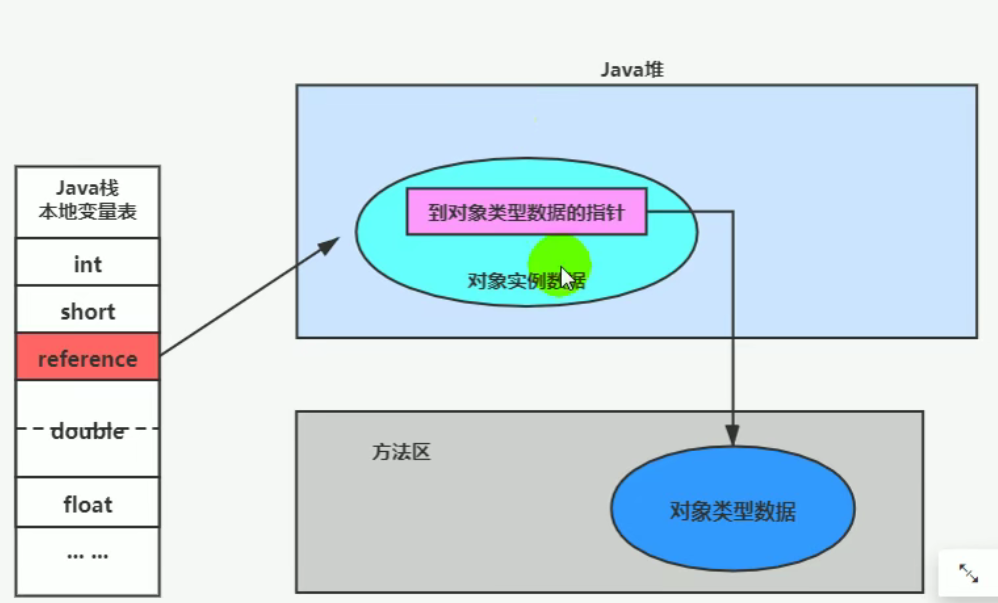 Java堆
到对象类型数据的指针
对象实例数据
Java栈
本地变量表
int
short
reference
double
float
... ...
方法区
对象类型数据